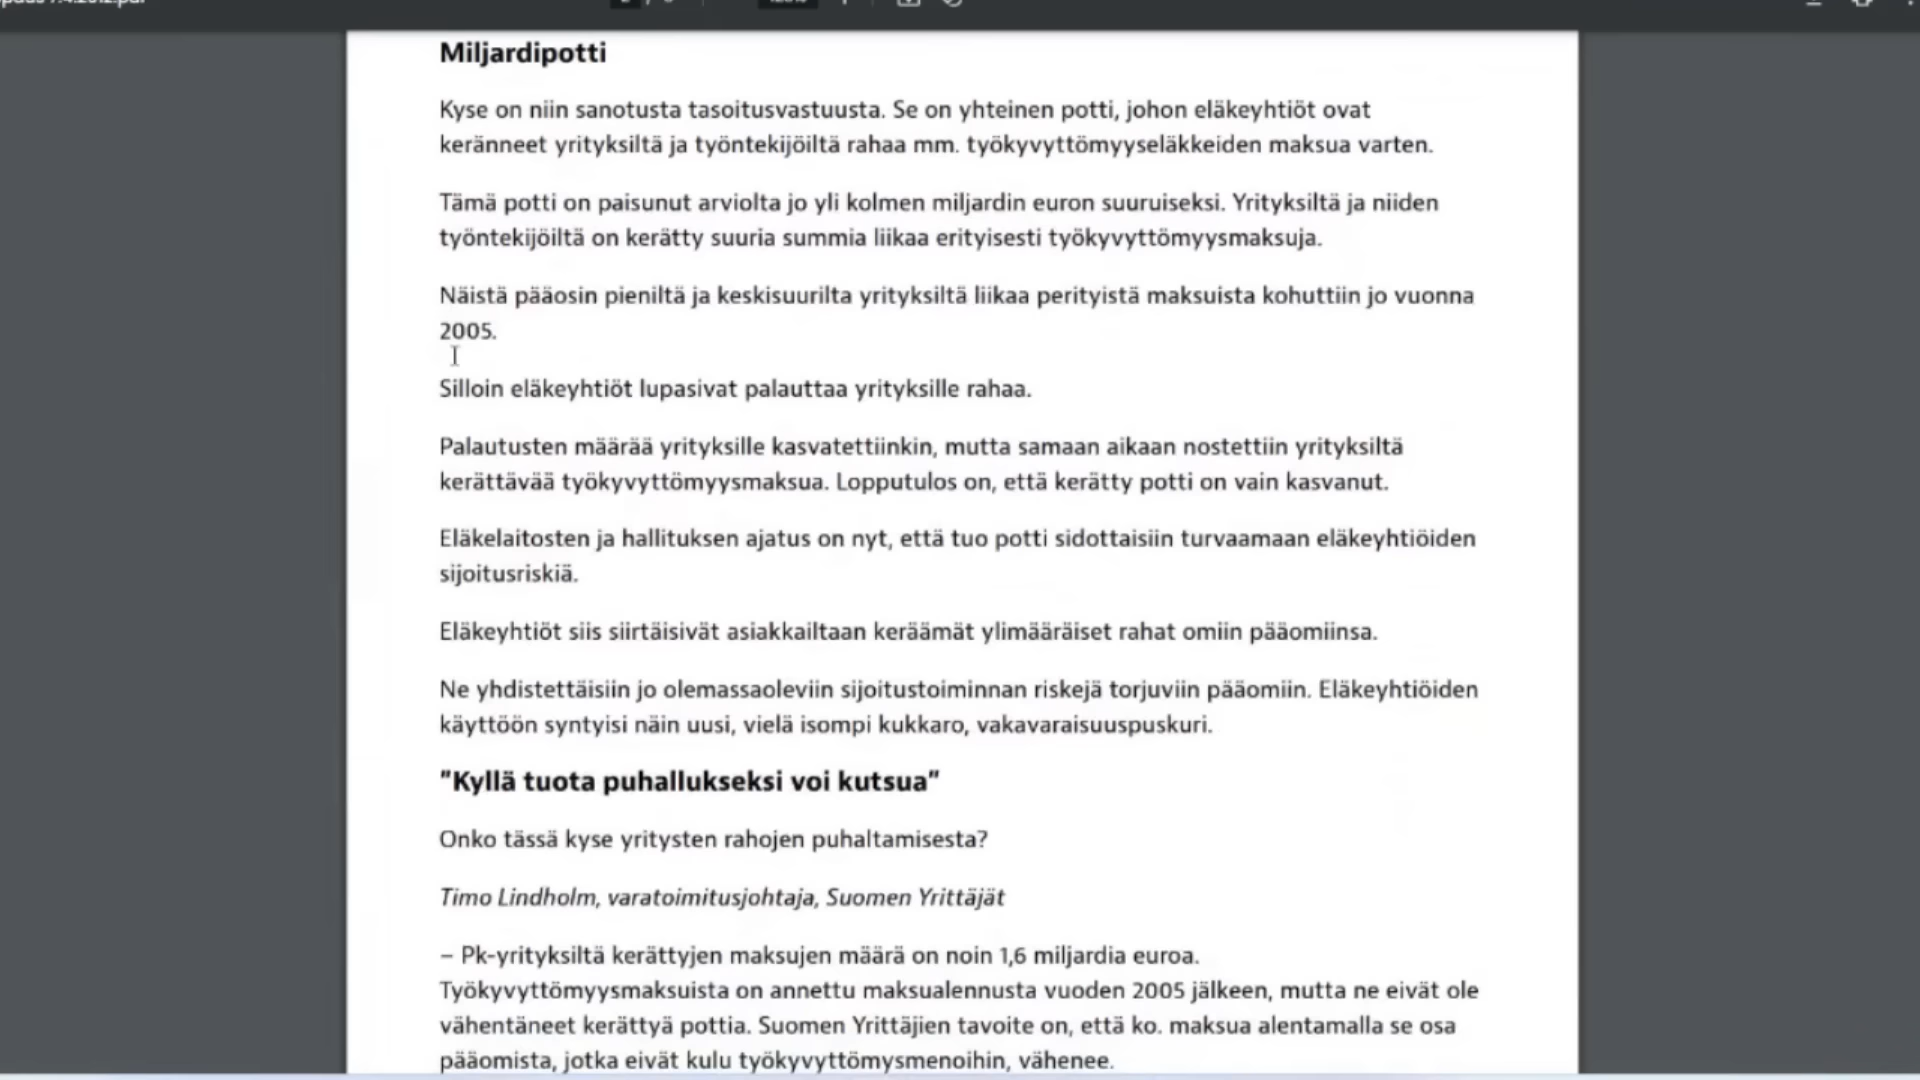 Miljardipotti
Kyse on niin sanotusta tasoitusvastuusta. Se on yhteinen potti, johon eläkeyhtiöt ovat
keränneet yrityksiltä ja työntekijöiltä rahaa mm. työkyvyttömyyseläkkeiden maksua varten.
Tämä potti on paisunut arviolta jo yli kolmen miljardin euron suuruiseksi. Yrityksiltä ja niiden
työntekijöiltä on kerätty suuria summia liikaa erityisesti työkyvyttömyysmaksuja.
Näistä pääosin pieniltä ja keskisuurilta yrityksiltä liikaa perityistä maksuista kohuttiin jo vuonna
2005.
Silloin eläkeyhtiöt lupasivat palauttaa yrityksille rahaa.
Palautusten määrää yrityksille kasvatettiinkin, mutta samaan aikaan nostettiin yrityksiltä
kerättävää työkyvyttömyysmaksua. Lopputulos on, että kerätty potti on vain kasvanut.
Eläkelaitosten ja hallituksen ajatus on nyt, että tuo potti sidottaisiin turvaamaan eläkeyhtiöiden
sijoitusriskiä.
Eläkeyhtiöt siis siirtäisivät asiakkailtaan keräämät ylimääräiset rahat omiin pääomiinsa.
Ne yhdistettäisiin jo olemassaoleviin sijoitustoiminnan riskejä torjuviin pääomiin. Eläkeyhtiöiden
käyttöön syntyisi näin uusi, vielä isompi kukkaro, vakavaraisuuspuskuri.
"Kyllä tuota puhallukseksi voi kutsua"
Onko tässä kyse yritysten rahojen puhaltamisesta?
Timo Lindholm, varatoimitusjohtaja, Suomen Yrittäjät
– Pk-yrityksiltä kerättyjen maksujen määrä on noin 1,6 miljardia euroa.
Työkyvyttömyysmaksuista on annettu maksualennusta vuoden 2005 jälkeen, mutta ne eivät ole
vähentäneet kerättyä pottia. Suomen Yrittäjien tavoite on, että ko. maksua alentamalla se osa
pääomista, jotka eivät kulu työkyvyttömysmenoihin, vähenee.